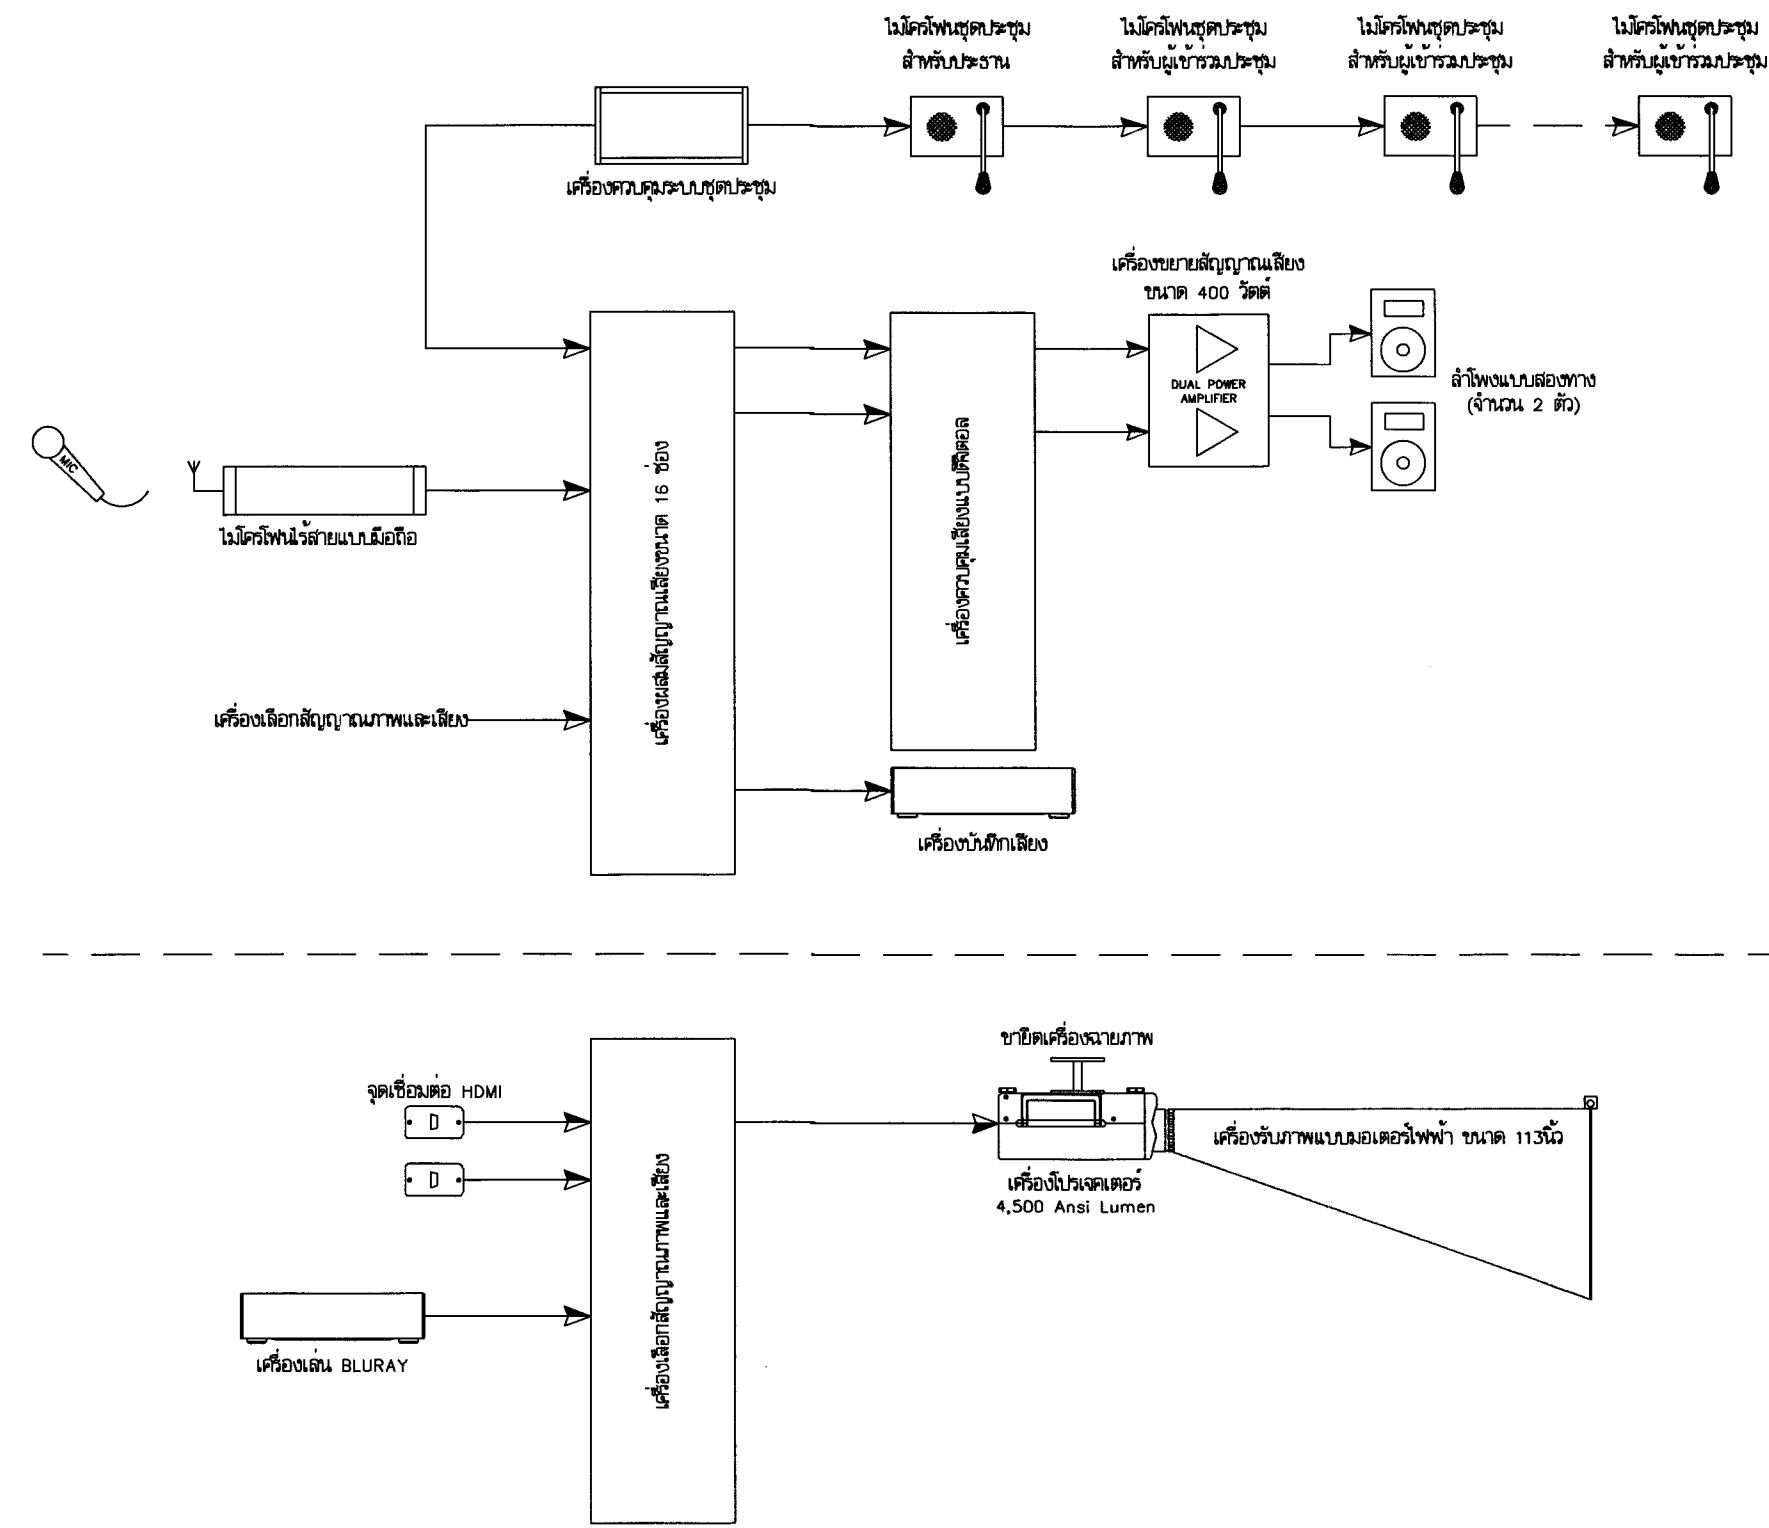 ไมโครโฟนชุดประชุม
สำหรับประธาน
ไมโครโฟนชุดประชุม
สำหรับผู้เข้าร่วมประชุม
ไมโครโฟนชุดประชุม
สำหรับผู้เข้าร่วมประชุม
ไมโครโฟนชุดประชุม
สำหรับผู้เข้าร่วมประชุม
เครื่องควบคุมระบบชุดประชุม
เครื่องขยายสัญญาณเสียง
ขนาด 400 วัตต์
DUAL POWER
AMPLIFIER
ลำโพงแบบสองทาง
(จำนวน 2 ตัว)
MIC
ไมโครโฟนไร้สายแบบมือถือ
เครื่องผสมสัญญาณเสียงขนาด 16 ช่อง
เครื่องควบคุมเสียงแบบดิจิตอล
เครื่องเลือกสัญญาณภาพและเสียง
เครื่องบันทึกเสียง
ขายึดเครื่องฉายภาพ
จุดเชื่อมต่อ HDMI
เครื่องรับภาพแบบมอเตอร์ไฟฟ้า ขนาด 113นิ้ว
เครื่องโปรเจคเตอร์
4,500 Ansi Lumen
เครื่องเลือกสัญญาณภาพและเสียง
เครื่องเล่น BLURAY